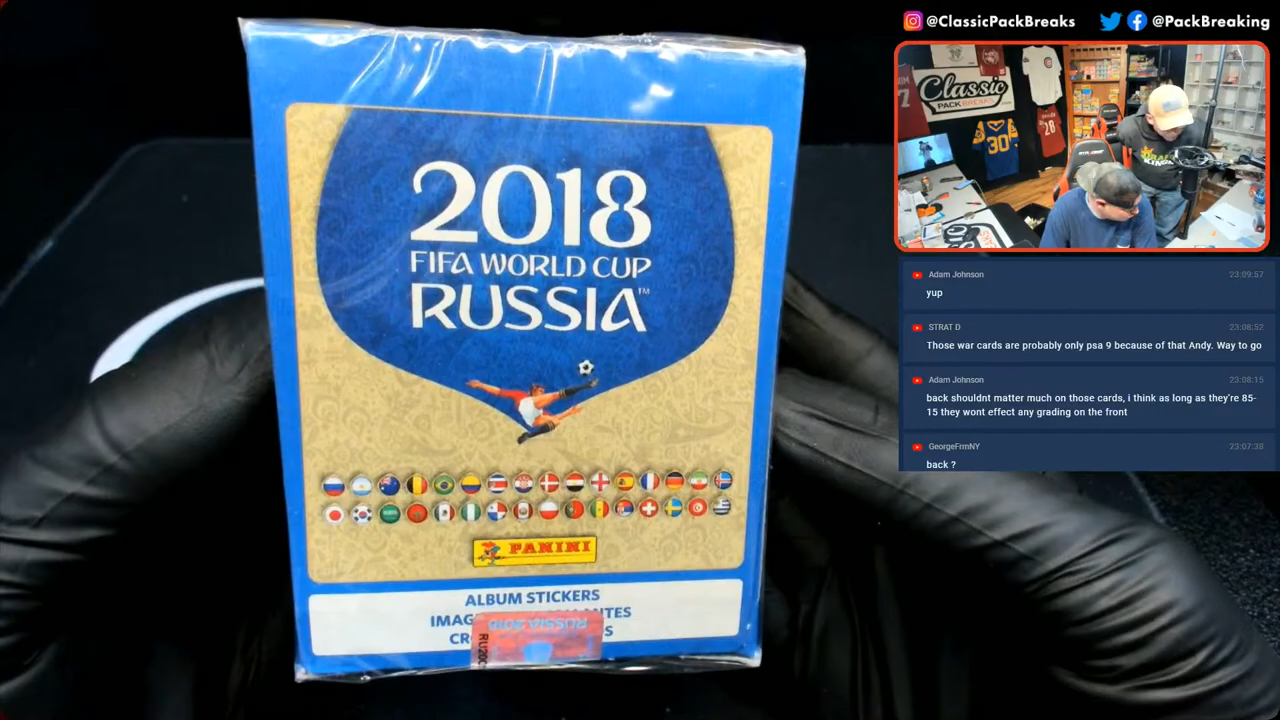 @ClassicPackBreaks @PackBreaking
2018
FIFA WORLD CUP
RUSSIA™
PANINI
ALBUM STICKERS
RUSSIA 2018
Classic
PACK BREAKS
30
28
Adam Johnson 23:09:57
yup
STRAT D 23:08:52
Those war cards are probably only psa 9 because of that Andy. Way to go
Adam Johnson 23:08:15
back shouldnt matter much on those cards, i think as long as they're 85-
15 they wont effect any grading on the front
GeorgeFrmNY 23:07:38
back ?